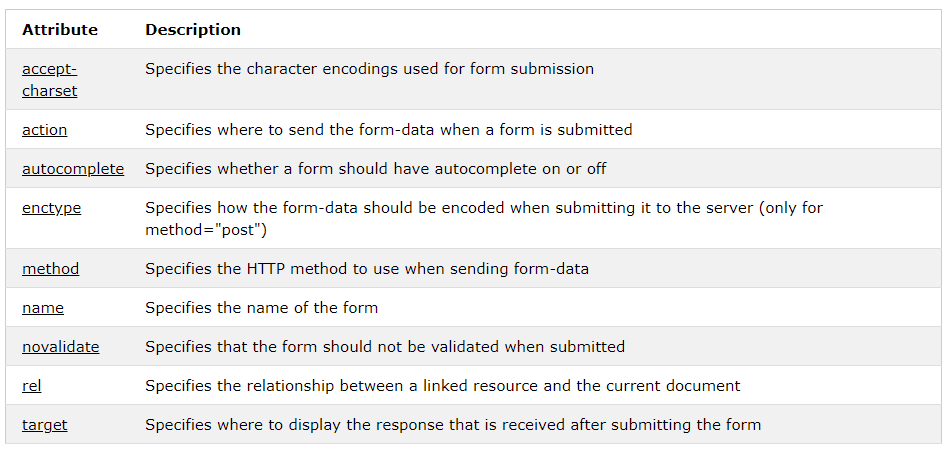 Attribute Description
accept- Specifies the character encodings used for form submission
charset
action Specifies where to send the form-data when a form is submitted
autocomplete Specifies whether a form should have autocomplete on or off
enctype Specifies how the form-data should be encoded when submitting it to the server (only for
method="post")
method Specifies the HTTP method to use when sending form-data
name Specifies the name of the form
novalidate Specifies that the form should not be validated when submitted
rel Specifies the relationship between a linked resource and the current document
target Specifies where to display the response that is received after submitting the form